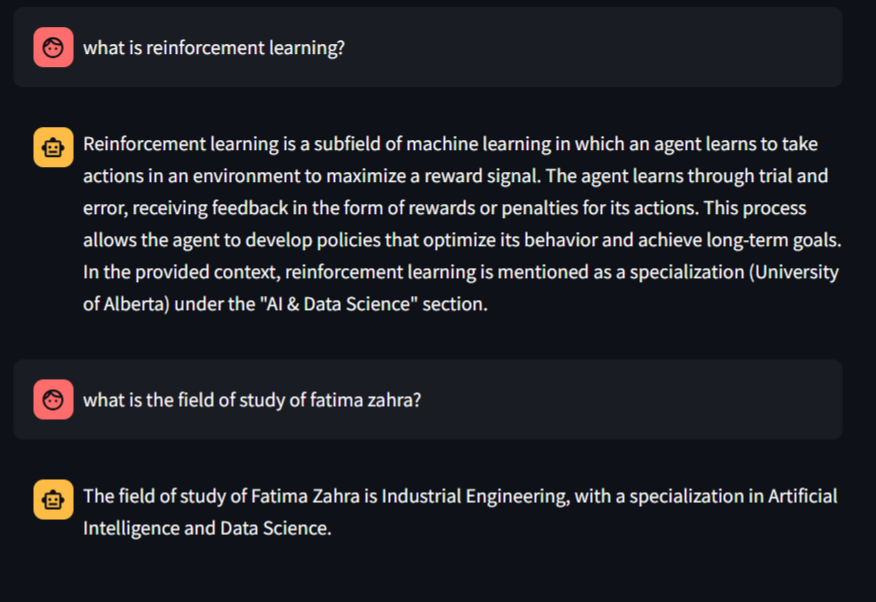 what is reinforcement learning?
Reinforcement learning is a subfield of machine learning in which an agent learns to take
actions in an environment to maximize a reward signal. The agent learns through trial and
error, receiving feedback in the form of rewards or penalties for its actions. This process
allows the agent to develop policies that optimize its behavior and achieve long-term goals.
In the provided context, reinforcement learning is mentioned as a specialization (University
of Alberta) under the "AI & Data Science" section.
what is the field of study of fatima zahra?
The field of study of Fatima Zahra is Industrial Engineering, with a specialization in Artificial
Intelligence and Data Science.